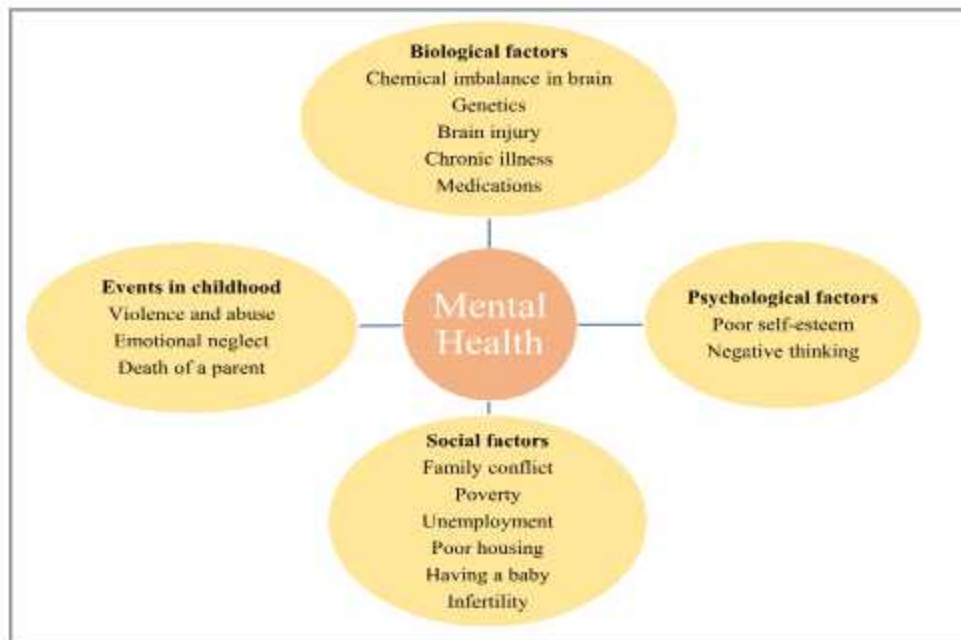 Biological factors
Chemical imbalance in brain
Genetics
Brain injury
Chronic illness
Medications
Events in childhood
Violence and abuse
Emotional neglect
Death of a parent
Mental
Health
Psychological factors
Poor self-esteem
Negative thinking
Social factors
Family conflict
Poverty
Unemployment
Poor housing
Having a baby
Infertility